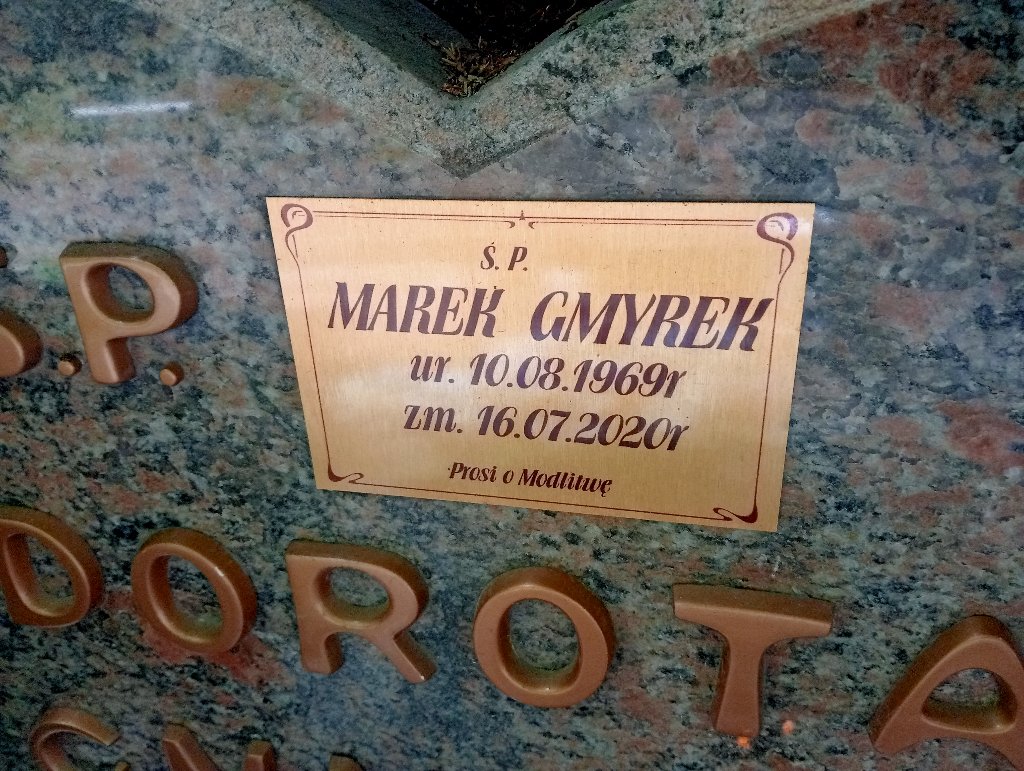 Ś. P.
MAREK GMYREK
ur. 10.08.1969r
zm. 16.07.2020r
Prosi o Modlitwę
Ś.P.
DOROTA